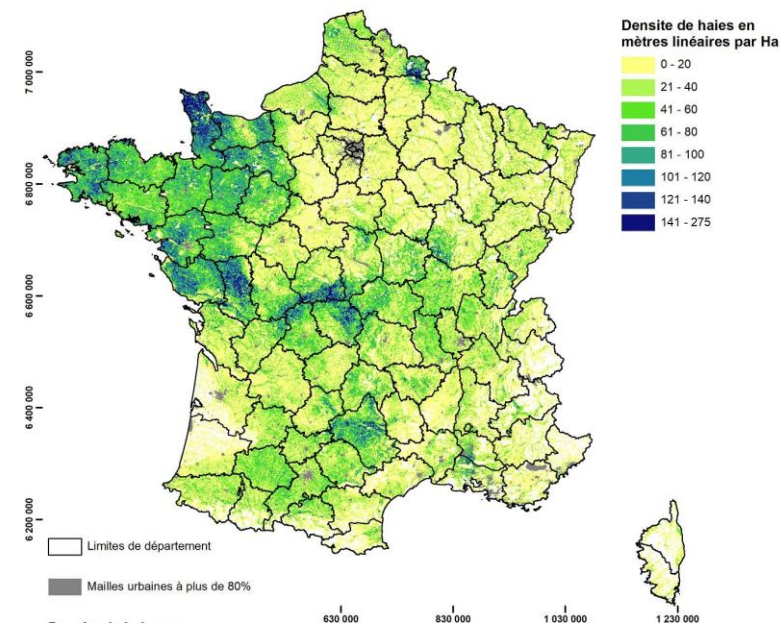 Densite de haies en
mètres linéaires par Ha
0 - 20
21 - 40
41 - 60
61 - 80
81 - 100
101 - 120
121 - 140
141 - 275
7 000 000
6 800 000
6 600 000
6 400 000
6 200 000
Limites de département
Mailles urbaines à plus de 80%
630 000
830 000
1 030 000
1 230 000